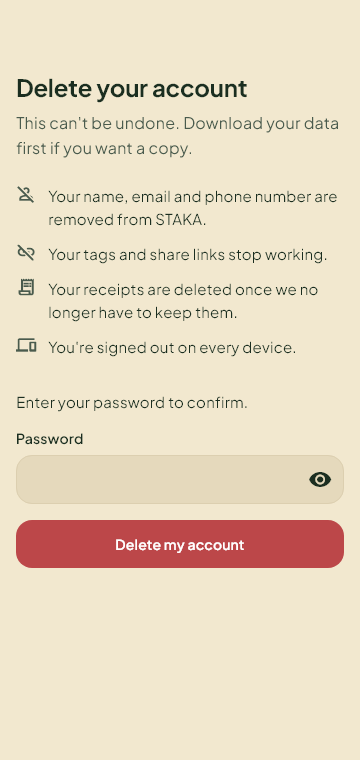 Delete your account
This can't be undone. Download your data
first if you want a copy.
Your name, email and phone number are
removed from STAKA.
Your tags and share links stop working.
Your receipts are deleted once we no
longer have to keep them.
You're signed out on every device.
Enter your password to confirm.
Password
Delete my account